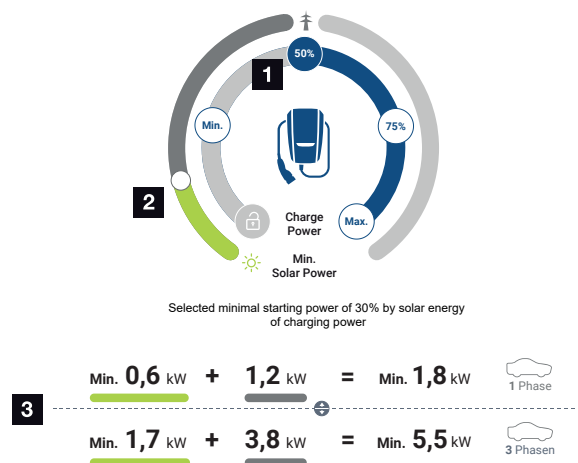 50%
1
Min.
75%
2
Charge
Power
Max.
Min.
Solar Power
Selected minimal starting power of 30% by solar energy
of charging power
Min. 0,6 kW + 1,2 kW = Min. 1,8 kW
1 Phase
3
Min. 1,7 kW + 3,8 kW = Min. 5,5 kW
3 Phasen